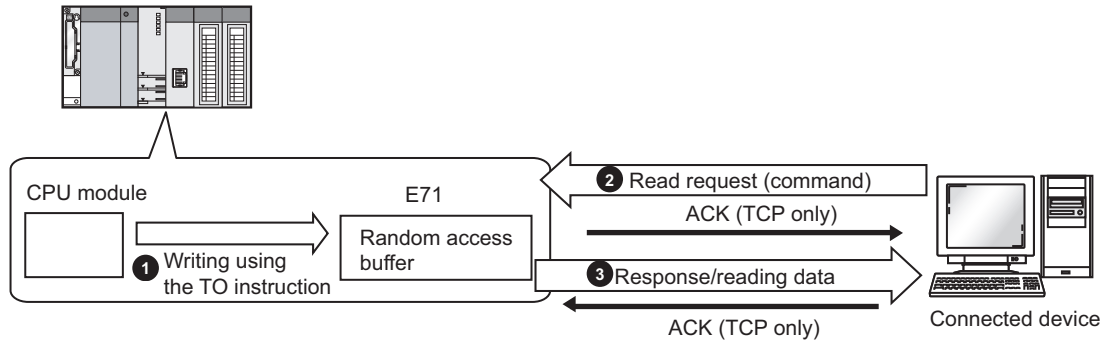 CPU module
E71
Random access
buffer
1 Writing using
the TO instruction
2 Read request (command)
ACK (TCP only)
3 Response/reading data
ACK (TCP only)
Connected device